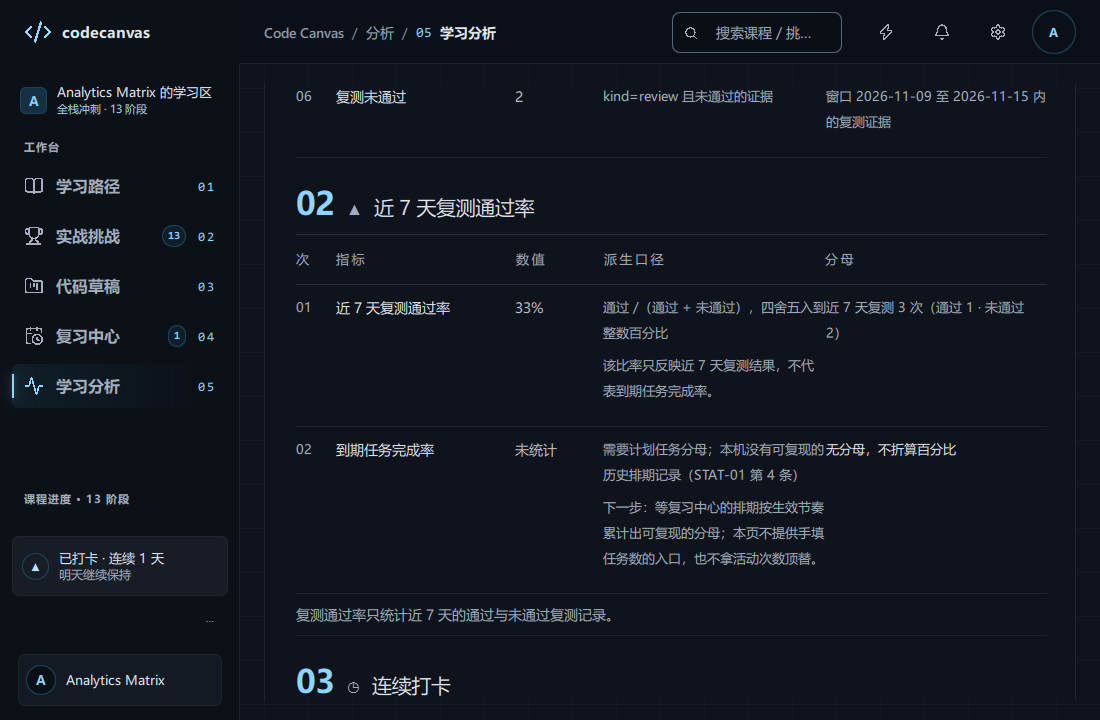 codecanvas
Code Canvas / 分析 / 05 学习分析
搜索课程 / 挑...
A
A
Analytics Matrix 的学习区
全栈冲刺 · 13 阶段
工作台
学习路径 01
实战挑战 13 02
代码草稿 03
复习中心 1 04
学习分析 05
课程进度 • 13 阶段
已打卡 · 连续 1 天
明天继续保持
...
A Analytics Matrix
06 复测未通过 2 kind=review 且未通过的证据 窗口 2026-11-09 至 2026-11-15 内
的复测证据
02 ▲ 近 7 天复测通过率
次 指标 数值 派生口径 分母
01 近 7 天复测通过率 33% 通过 /（通过 + 未通过），四舍五入到 近 7 天复测 3 次（通过 1 · 未通过
整数百分比 2）
该比率只反映近 7 天复测结果，不代
表到期任务完成率。
02 到期任务完成率 未统计 需要计划任务分母；本机没有可复现的 无分母，不折算百分比
历史排期记录（STAT-01 第 4 条）
下一步：等复习中心的排期按生效节奏
累计出可复现的分母；本页不提供手填
任务数的入口，也不拿活动次数顶替。
复测通过率只统计近 7 天的通过与未通过复测记录。
03 连续打卡